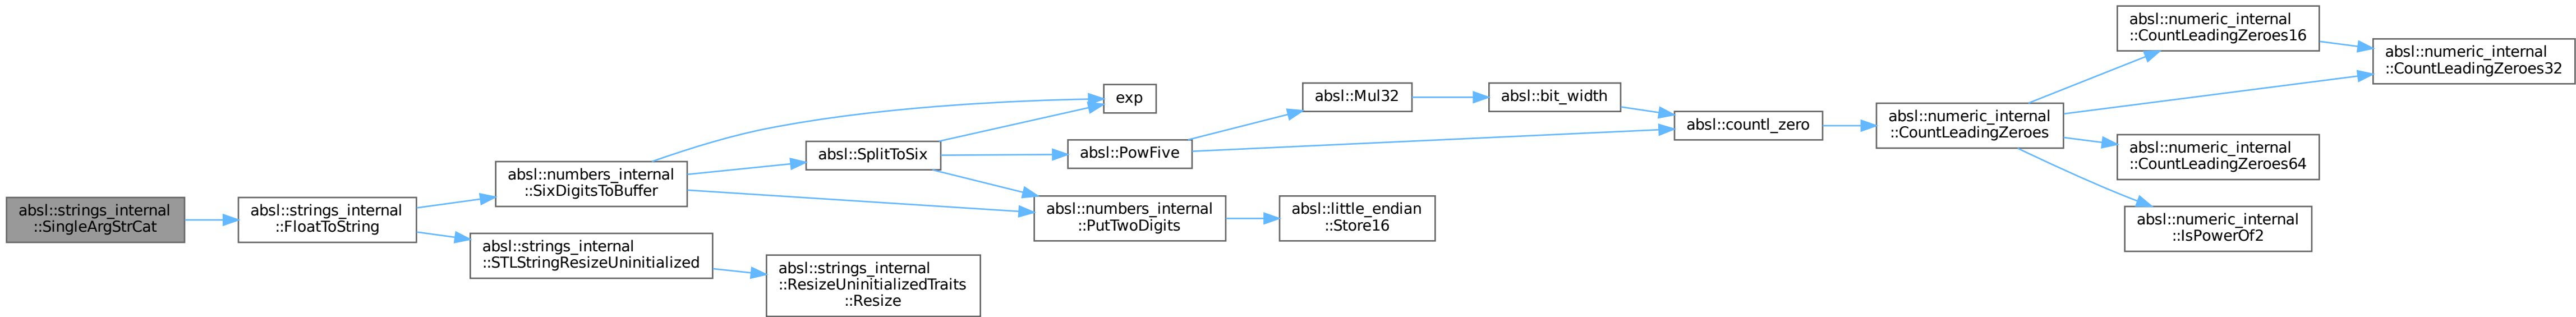 absl::strings_internal
::SingleArgStrCat
absl::strings_internal
::FloatToString
absl::numbers_internal
::SixDigitsToBuffer
absl::strings_internal
::STLStringResizeUninitialized
absl::strings_internal
::ResizeUninitializedTraits
::Resize
absl::SplitToSix
exp
absl::PowFive
absl::numbers_internal
::PutTwoDigits
absl::little_endian
::Store16
absl::Mul32
absl::bit_width
absl::countl_zero
absl::numeric_internal
::CountLeadingZeroes
absl::numeric_internal
::CountLeadingZeroes16
absl::numeric_internal
::CountLeadingZeroes32
absl::numeric_internal
::CountLeadingZeroes64
absl::numeric_internal
::IsPowerOf2